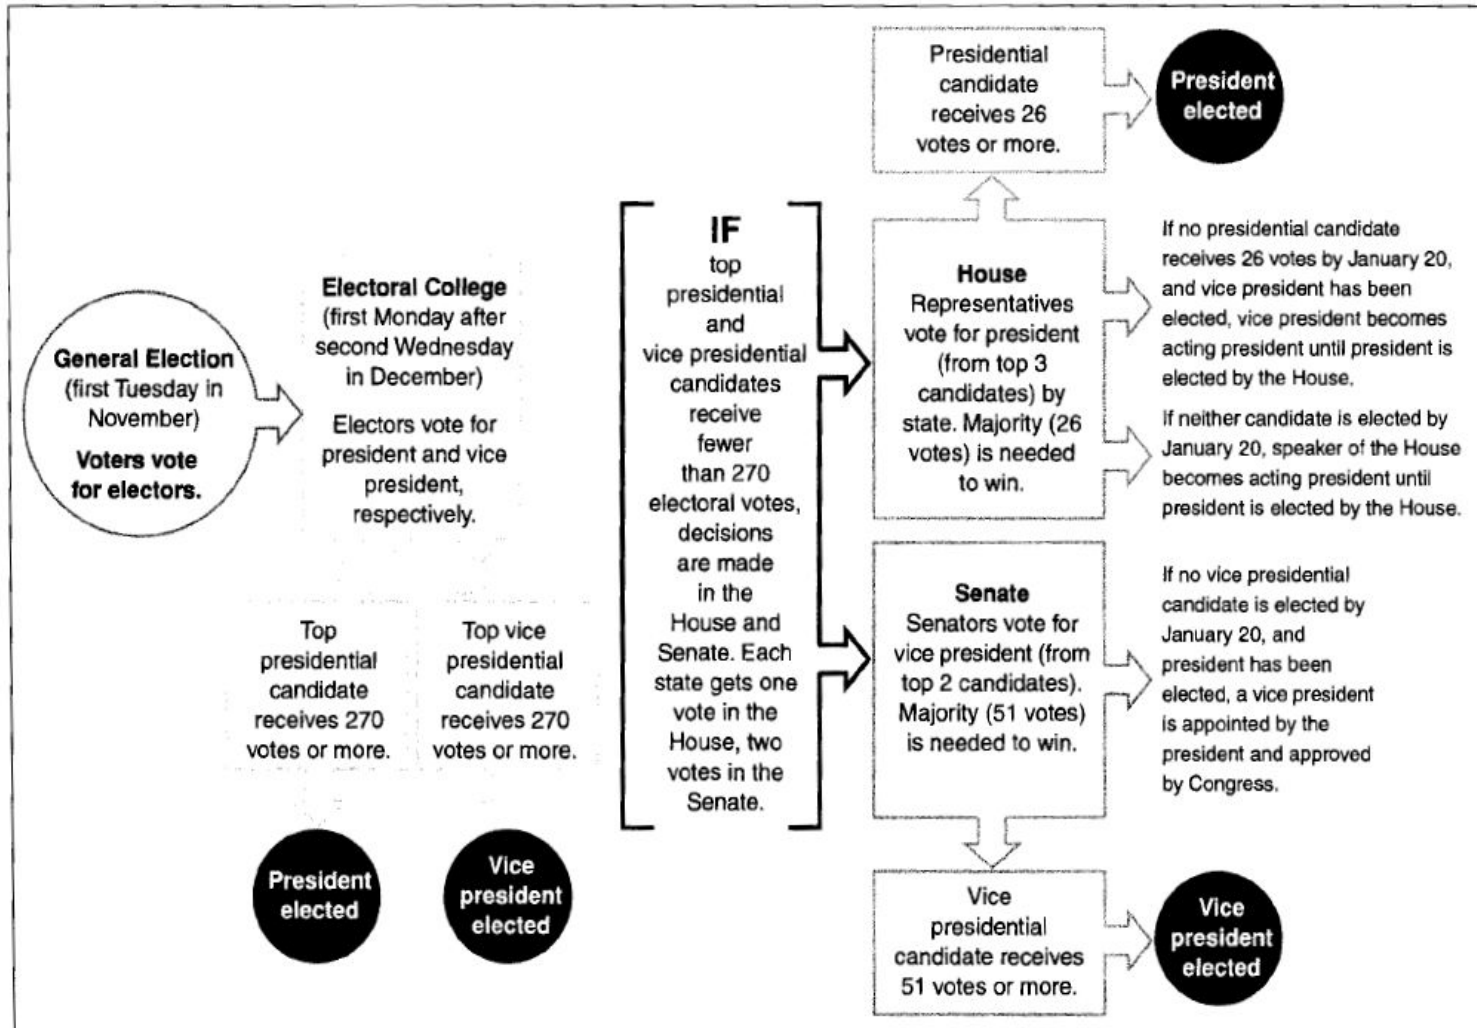 General Election
(first Tuesday in
November)
Voters vote
for electors.
Electoral College
(first Monday after
second Wednesday
in December)
Electors vote for
president and vice
president,
respectively.
Top
presidential
candidate
receives 270
votes or more.
Top vice
presidential
candidate
receives 270
votes or more.
President
elected
Vice
president
elected
IF
top
presidential
and
vice presidential
candidates
receive
fewer
than 270
electoral votes,
decisions
are made
in the
House and
Senate. Each
state gets one
vote in the
House, two
votes in the
Senate.
Presidential
candidate
receives 26
votes or more.
President
elected
House
Representatives
vote for president
(from top 3
candidates) by
state. Majority (26
votes) is needed
to win.
If no presidential candidate
receives 26 votes by January 20,
and vice president has been
elected, vice president becomes
acting president until president is
elected by the House.
If neither candidate is elected by
January 20, speaker of the House
becomes acting president until
president is elected by the House.
Senate
Senators vote for
vice president (from
top 2 candidates).
Majority (51 votes)
is needed to win.
If no vice presidential
candidate is elected by
January 20, and
president has been
elected, a vice president
is appointed by the
president and approved
by Congress.
Vice
presidential
candidate receives
51 votes or more.
Vice
president
elected